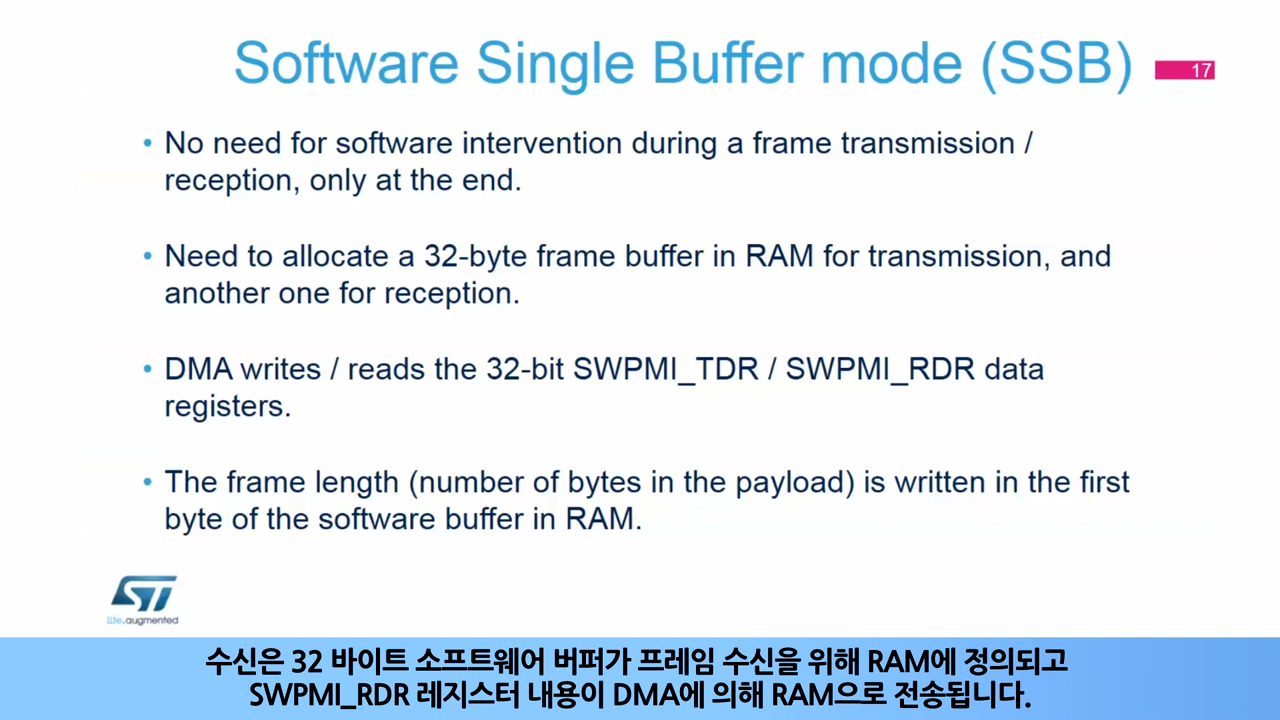 Software Single Buffer mode (SSB)
17
• No need for software intervention during a frame transmission /
reception, only at the end.
• Need to allocate a 32-byte frame buffer in RAM for transmission, and
another one for reception.
• DMA writes / reads the 32-bit SWPMI_TDR / SWPMI_RDR data
registers.
• The frame length (number of bytes in the payload) is written in the first
byte of the software buffer in RAM.
ST
life.augmented
수신은 32 바이트 소프트웨어 버퍼가 프레임 수신을 위해 RAM에 정의되고
SWPMI_RDR 레지스터 내용이 DMA에 의해 RAM으로 전송됩니다.